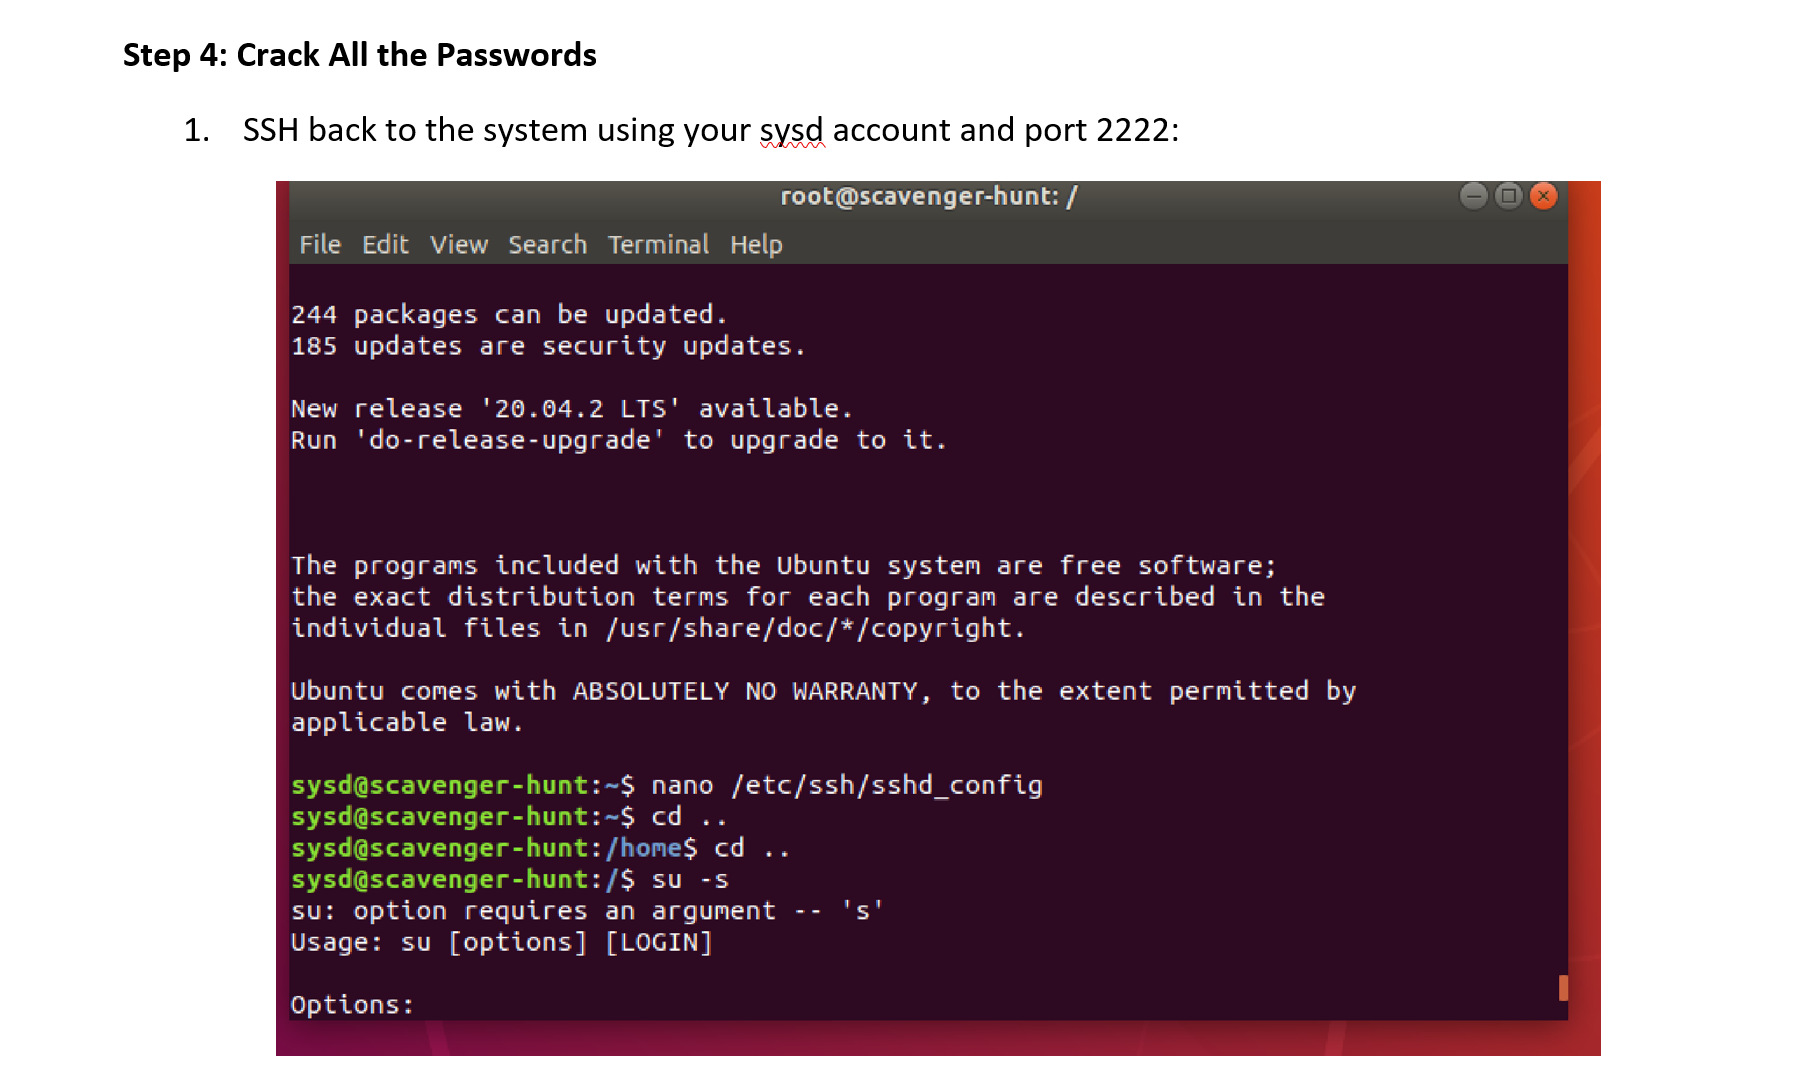 Step 4: Crack All the Passwords
1. SSH back to the system using your sysd account and port 2222:
root@scavenger-hunt: /
File Edit View Search Terminal Help
244 packages can be updated.
185 updates are security updates.
New release '20.04.2 LTS' available.
Run 'do-release-upgrade' to upgrade to it.
The programs included with the Ubuntu system are free software;
the exact distribution terms for each program are described in the
individual files in /usr/share/doc/*/copyright.
Ubuntu comes with ABSOLUTELY NO WARRANTY, to the extent permitted by
applicable law.
sysd@scavenger-hunt:~$ nano /etc/ssh/sshd_config
sysd@scavenger-hunt:~$ cd ..
sysd@scavenger-hunt:/home$ cd ..
sysd@scavenger-hunt:/$ su -s
su: option requires an argument -- 's'
Usage: su [options] [LOGIN]
Options: